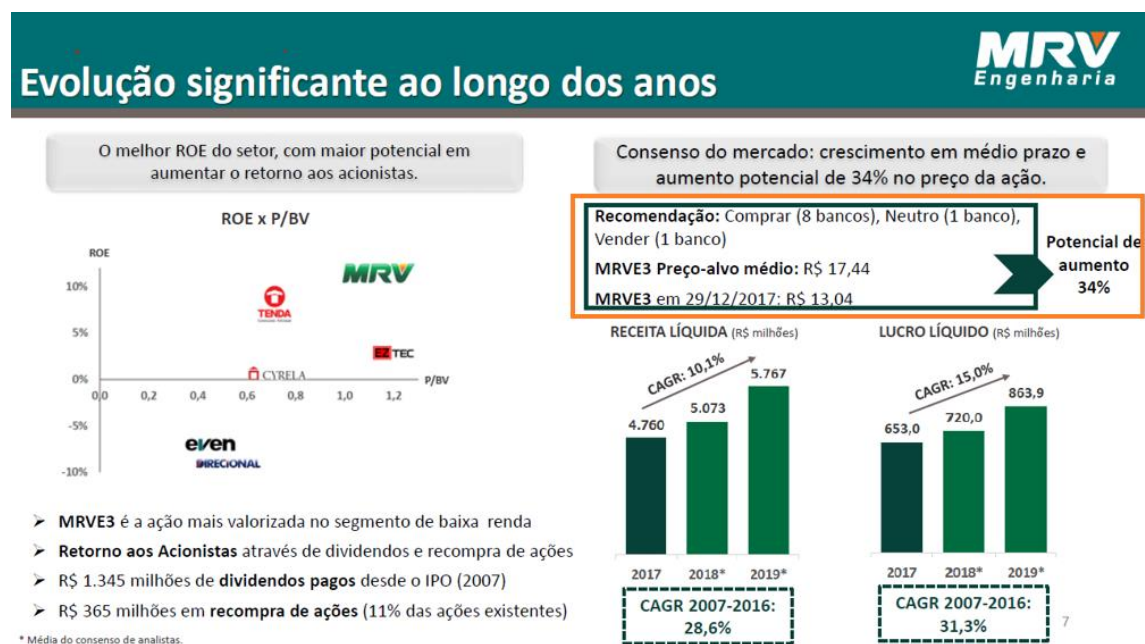 MRV
Engenharia
Evolução significante ao longo dos anos
O melhor ROE do setor, com maior potencial em
aumentar o retorno aos acionistas.
ROE x P/BV
ROE
10%
5%
0%
-5%
-10%
0,0 0,2 0,4 0,6 0,8 1,0 1,2
P/BV
MRV
TENDA
EZ TEC
CYRELA
even
DIRECIONAL
➢ MRVE3 é a ação mais valorizada no segmento de baixa renda
➢ Retorno aos Acionistas através de dividendos e recompra de ações
➢ R$ 1.345 milhões de dividendos pagos desde o IPO (2007)
➢ R$ 365 milhões em recompra de ações (11% das ações existentes)
* Média do consenso de analistas.
Consenso do mercado: crescimento em médio prazo e
aumento potencial de 34% no preço da ação.
Recomendação: Comprar (8 bancos), Neutro (1 banco),
Vender (1 banco)
MRVE3 Preço-alvo médio: R$ 17,44
MRVE3 em 29/12/2017: R$ 13,04
Potencial de
aumento
34%
RECEITA LÍQUIDA (R$ milhões)
CAGR: 10,1%
4.760 5.073 5.767
2017 2018* 2019*
CAGR 2007-2016:
28,6%
LUCRO LÍQUIDO (R$ milhões)
CAGR: 15,0%
653,0 720,0 863,9
2017 2018* 2019*
CAGR 2007-2016:
31,3%
7